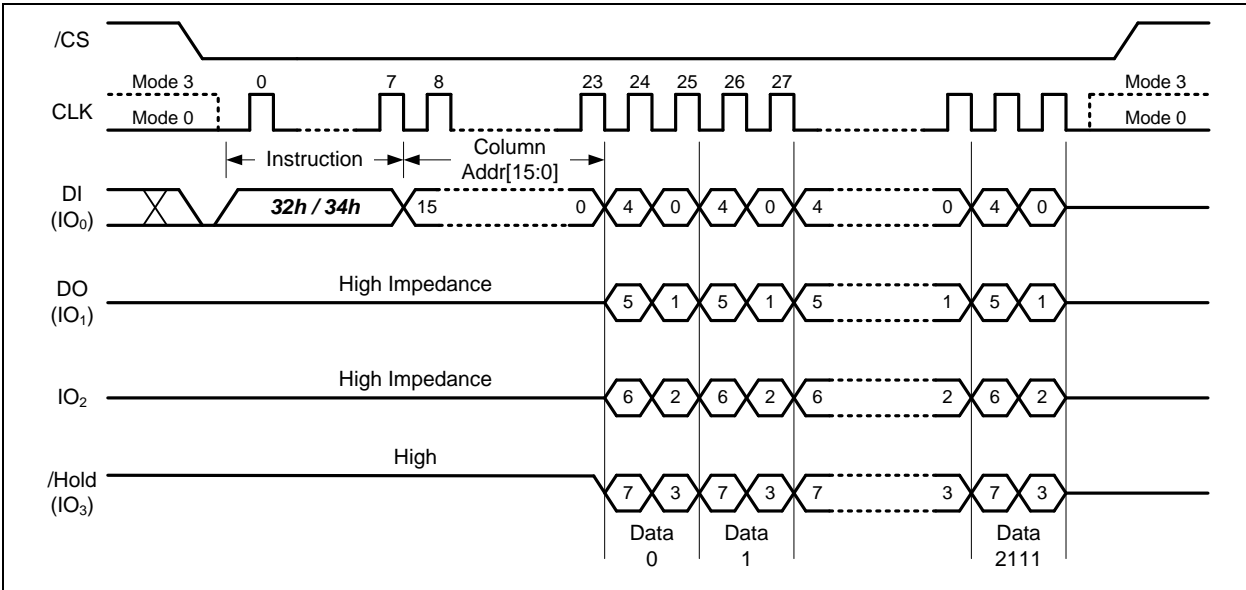 /CS
Mode 3 0 7 8 23 24 25 26 27 Mode 3
CLK
Mode 0 Mode 0
Instruction Column
Addr[15:0]
DI
(IO0)
32h / 34h 15 0 4 0 4 0 4 0 4 0
High Impedance
DO
(IO1)
5 1 5 1 5 1 5 1
High Impedance
IO2
6 2 6 2 6 2 6 2
High
/Hold
(IO3)
7 3 7 3 7 3 7 3
Data Data Data
0 1 2111